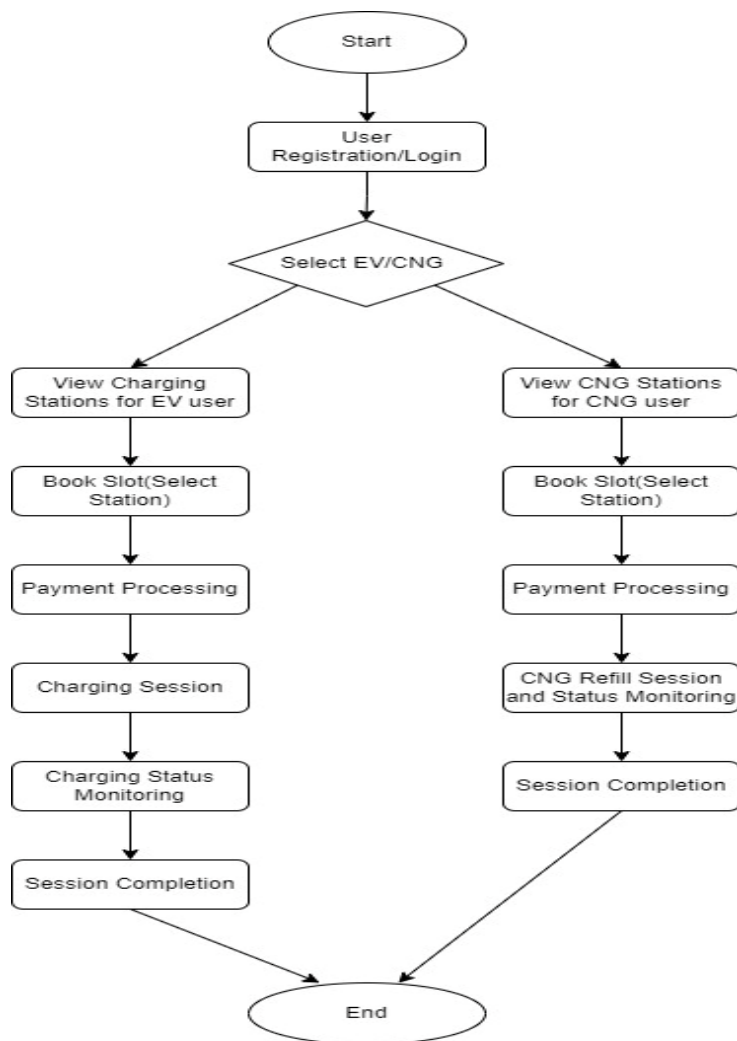 Start
User
Registration/Login
Select EV/CNG
View Charging
Stations for EV user
Book Slot(Select
Station)
Payment Processing
Charging Session
Charging Status
Monitoring
Session Completion
View CNG Stations
for CNG user
Book Slot(Select
Station)
Payment Processing
CNG Refill Session
and Status Monitoring
Session Completion
End